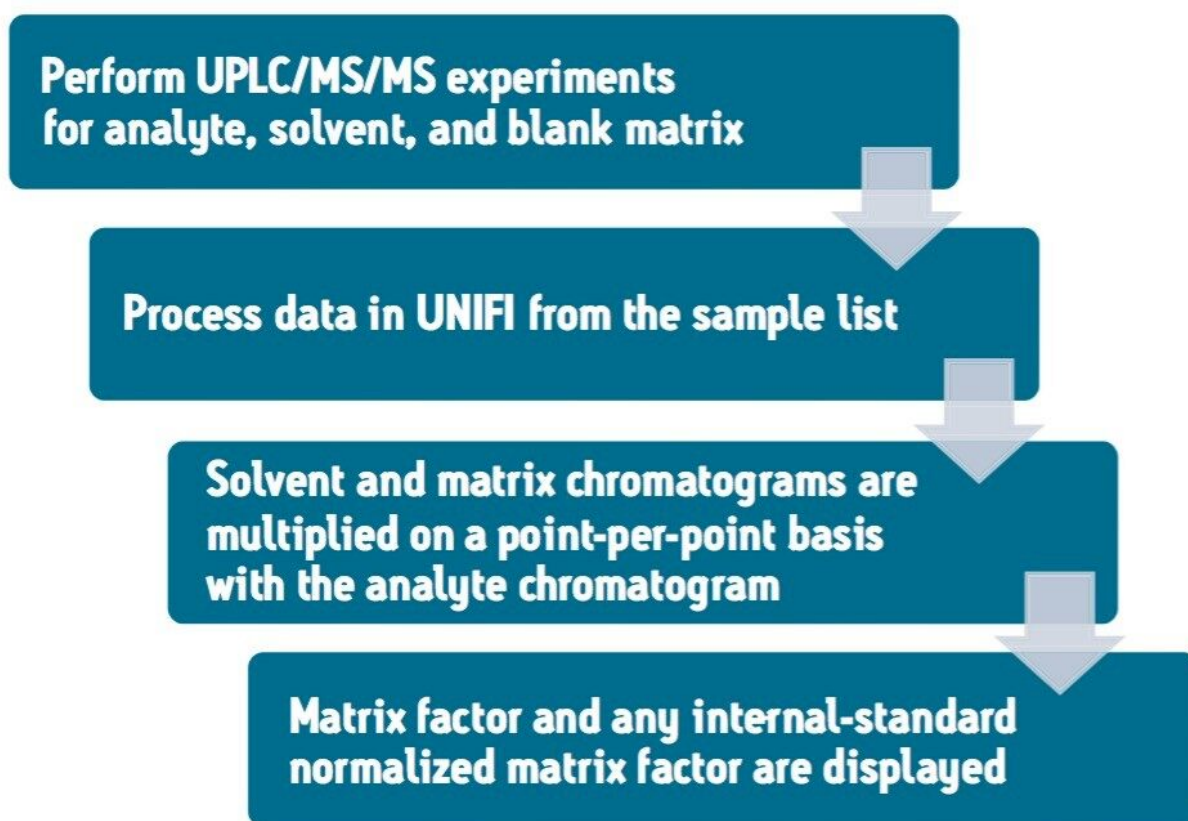 Perform UPLC/MS/MS experiments
for analyte, solvent, and blank matrix
Process data in UNIFI from the sample list
Solvent and matrix chromatograms are
multiplied on a point-per-point basis
with the analyte chromatogram
Matrix factor and any internal-standard
normalized matrix factor are displayed